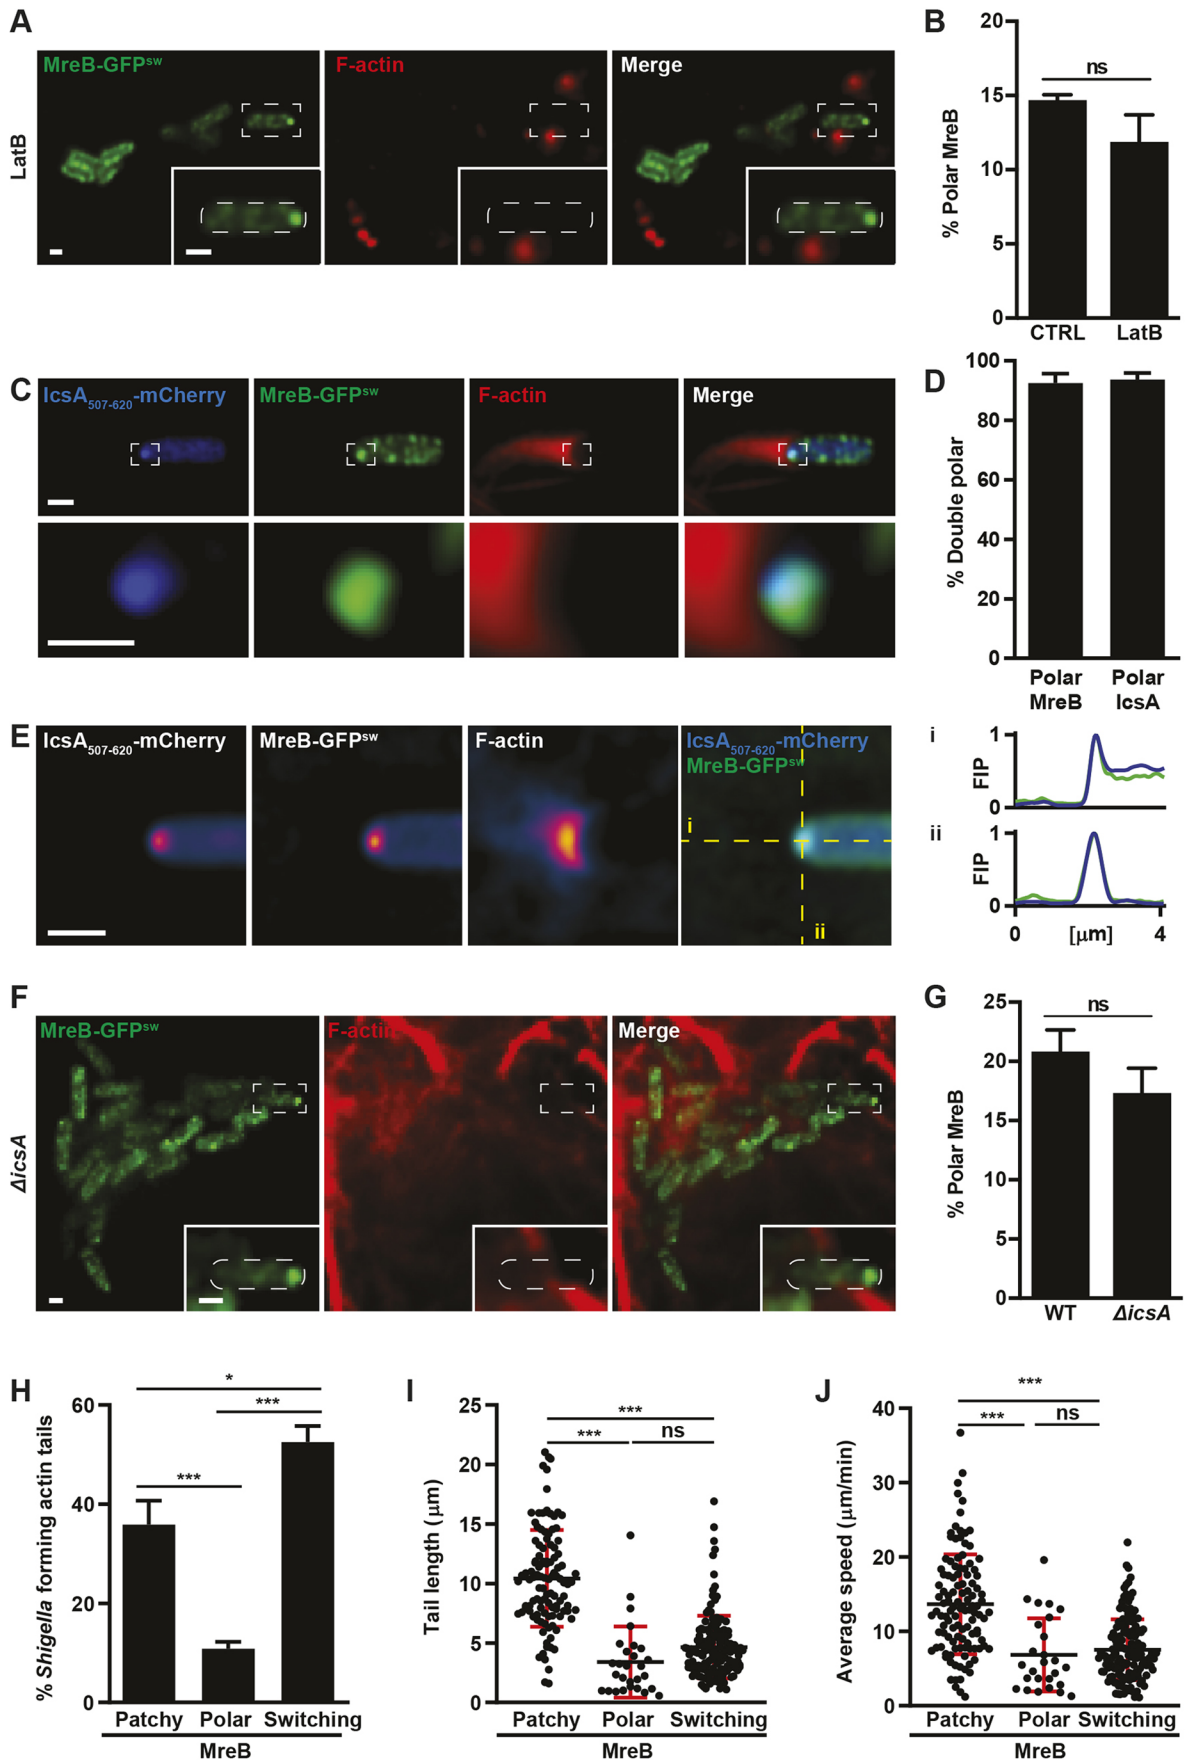 A
MreB-GFPsw
F-actin
Merge
LatB
B
% Polar MreB
20
15
10
5
0
ns
CTRL
LatB
C
IcsA507-620-mCherry
MreB-GFPsw
F-actin
Merge
D
% Double polar
100
80
60
40
20
0
Polar MreB
Polar IcsA
E
IcsA507-620-mCherry
MreB-GFPsw
F-actin
IcsA507-620-mCherry
MreB-GFPsw
i
ii
i
FIP
1
0
ii
FIP
1
0
0
[µm]
4
F
MreB-GFPsw
F-actin
Merge
ΔicsA
G
% Polar MreB
25
20
15
10
5
0
ns
WT
ΔicsA
H
% Shigella forming actin tails
60
40
20
0
*
***
***
Patchy
Polar
Switching
MreB
I
Tail length (µm)
25
20
15
10
5
0
***
***
ns
Patchy
Polar
Switching
MreB
J
Average speed (µm/min)
40
30
20
10
0
***
***
ns
Patchy
Polar
Switching
MreB